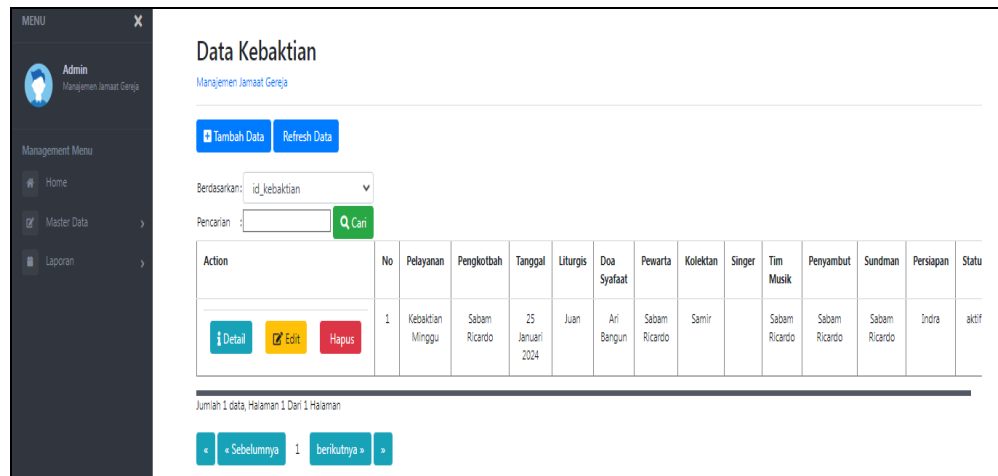 MENU
Admin
Manajemen Jamaat Gereja
Management Menu
Home
Master Data
Laporan
Data Kebaktian
Manajemen Jamaat Gereja
Tambah Data Refresh Data
Berdasarkan: id_kebaktian
Pencarian :
Cari
Action No Pelayanan Pengkotbah Tanggal Liturgis Doa Syafaat Pewarta Kolektan Singer Tim Musik Penyambut Sundman Persiapan Statu
Detail Edit Hapus 1 Kebaktian Minggu Sabam Ricardo 25 Januari 2024 Juan Ari Bangun Sabam Ricardo Samir Sabam Ricardo Sabam Ricardo Sabam Ricardo Indra aktif
Jumlah 1 data, Halaman 1 Dari 1 Halaman
« « Sebelumnya 1 berikutnya » »